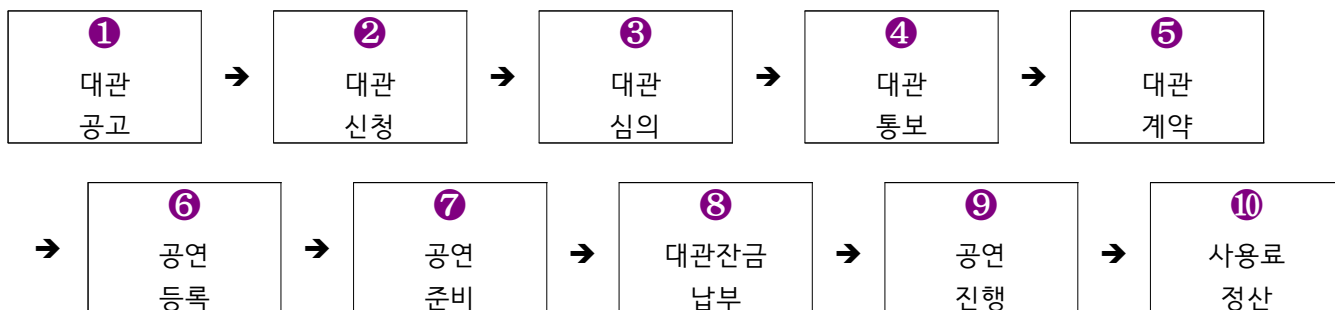 ❶ ❷ ❸ ❹ ❺
대관 ➔ 대관 ➔ 대관 ➔ 대관 ➔ 대관
공고 신청 심의 통보 계약
❻ ❼ ❽ ❾ ❿
➔ 공연 ➔ 공연 ➔ 대관잔금 ➔ 공연 ➔ 사용료
등록 준비 납부 진행 정산